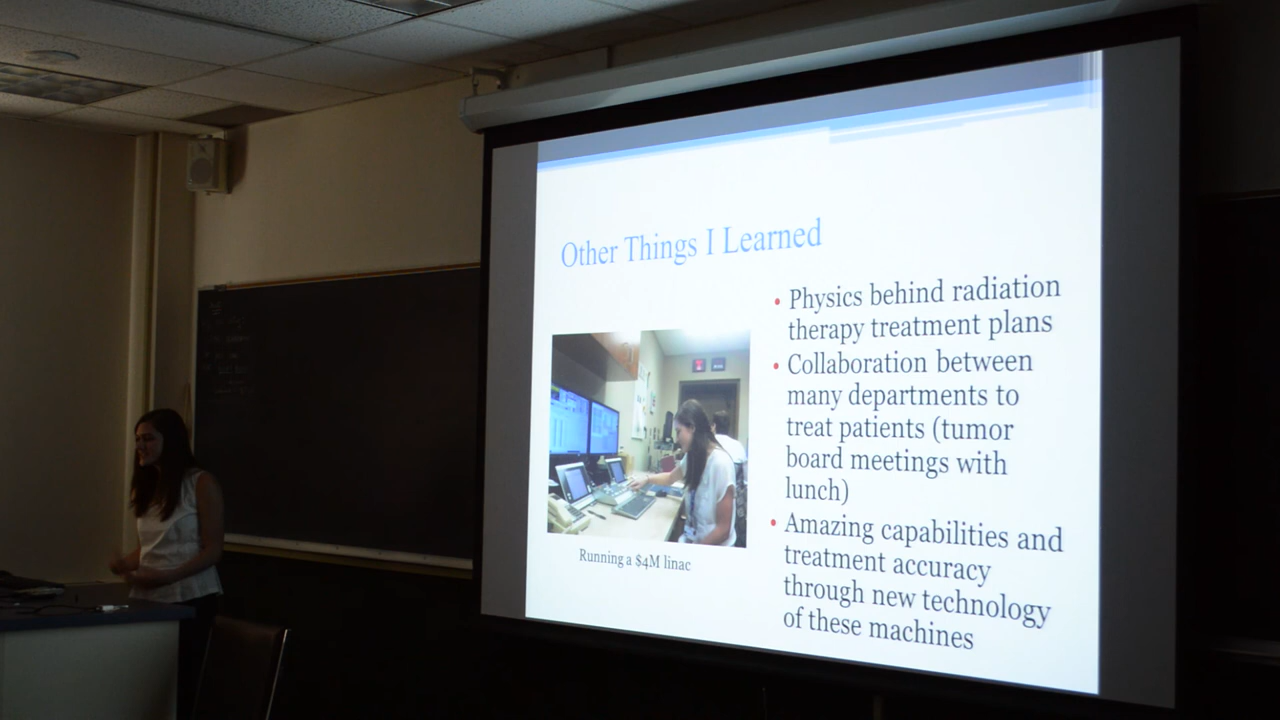 Other Things I Learned
• Physics behind radiation
therapy treatment plans
• Collaboration between
many departments to
treat patients (tumor
board meetings with
lunch)
• Amazing capabilities and
treatment accuracy
through new technology
of these machines
Running a $4M linac